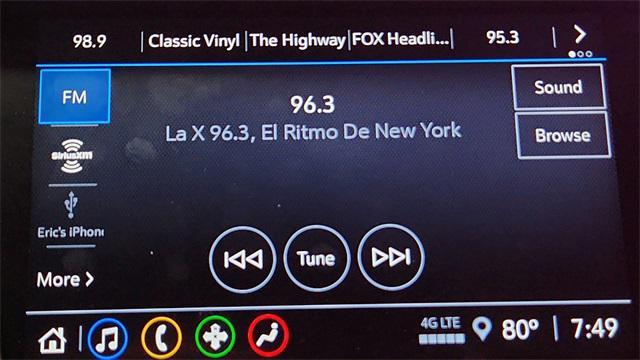 98.9 Classic Vinyl The Highway FOX Headli... 95.3
FM
96.3
La X 96.3, El Ritmo De New York
Sound
Browse
SiriusXM
Eric's iPhon
More
Tune
4G LTE 80° 7:49